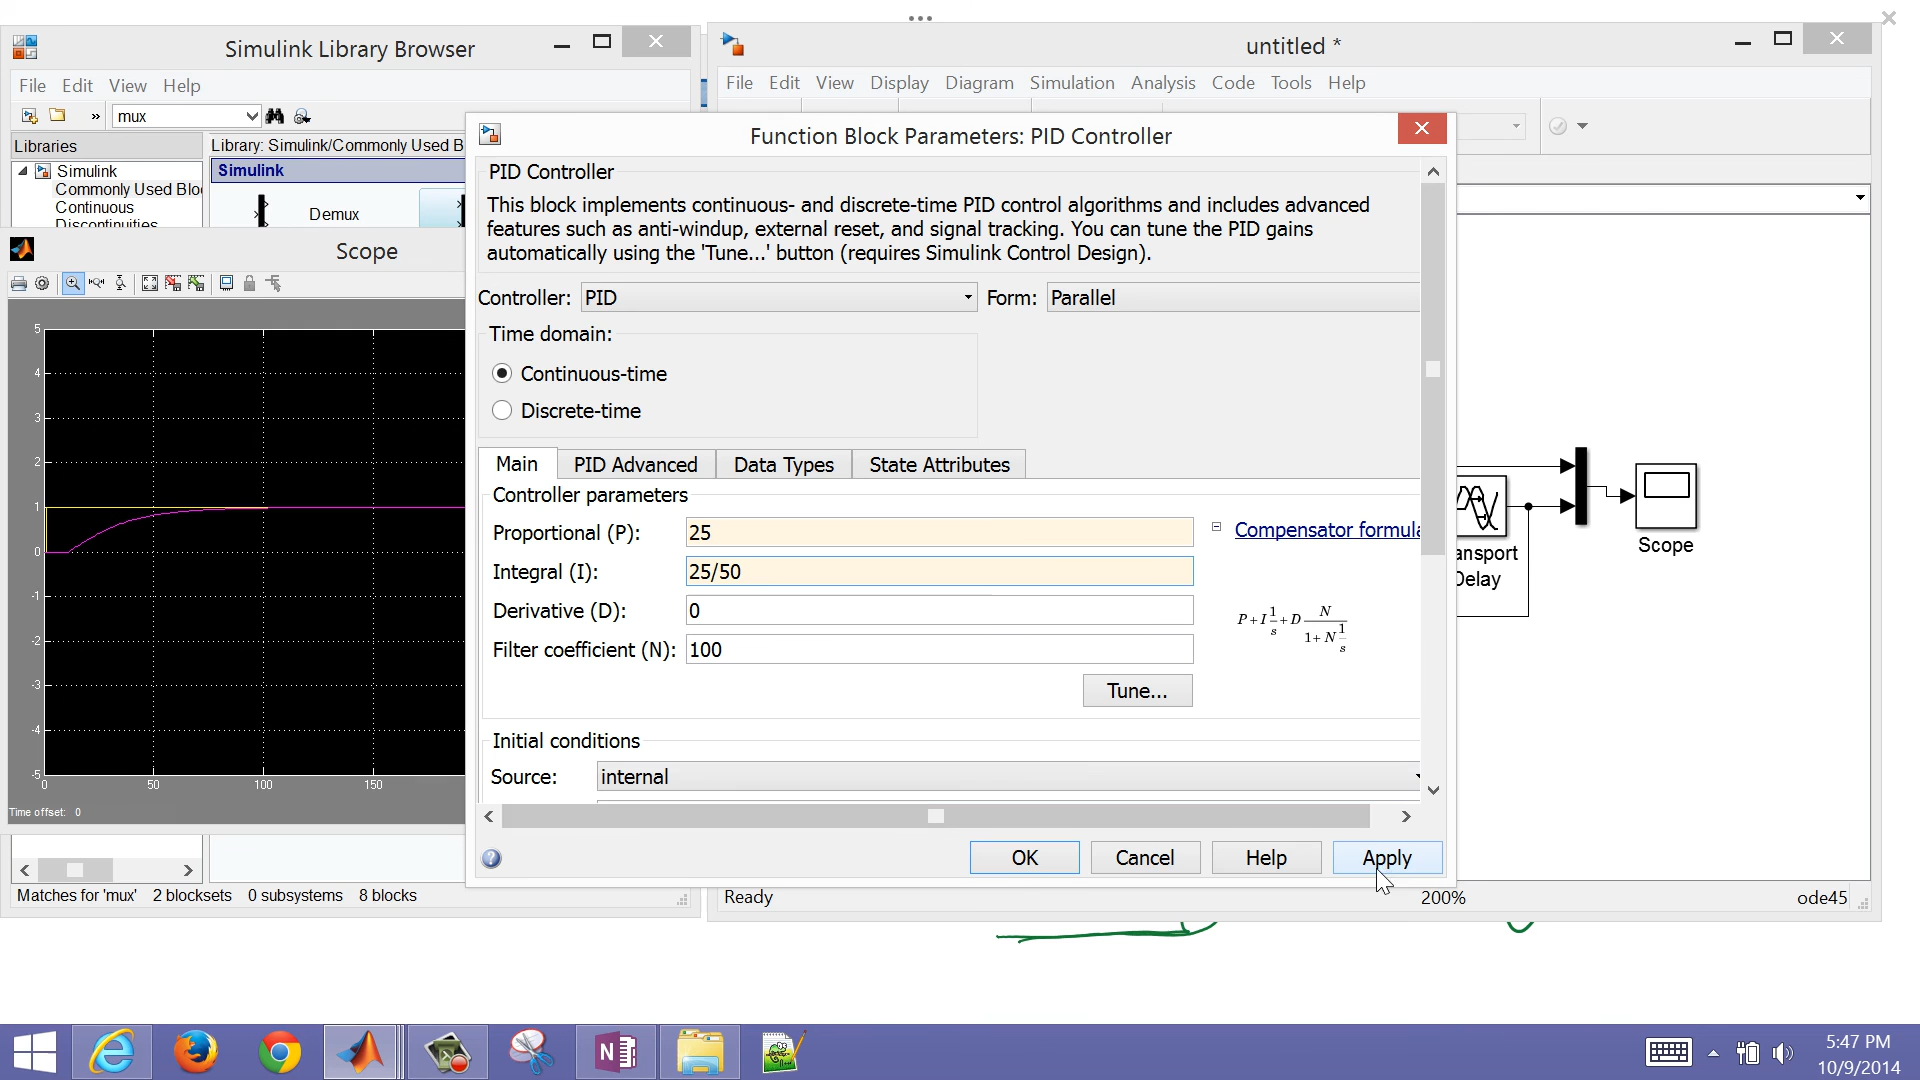 Simulink Library Browser
File Edit View Help
» mux
Libraries
Library: Simulink/Commonly Used B
Simulink
Simulink
Commonly Used Blo
Continuous
Discontinuities
Demux
Scope
5
4
3
2
1
0
-1
-2
-3
-4
-5
0 50 100 150
Time offset: 0
Matches for 'mux' 2 blocksets 0 subsystems 8 blocks
untitled *
File Edit View Display Diagram Simulation Analysis Code Tools Help
Function Block Parameters: PID Controller
PID Controller
This block implements continuous- and discrete-time PID control algorithms and includes advanced
features such as anti-windup, external reset, and signal tracking. You can tune the PID gains
automatically using the 'Tune...' button (requires Simulink Control Design).
Controller: PID Form: Parallel
Time domain:
Continuous-time
Discrete-time
Main PID Advanced Data Types State Attributes
Controller parameters
Proportional (P): 25
Compensator formula
Integral (I): 25/50
Derivative (D): 0
P+I 1/s +D N/(1+N 1/s)
Filter coefficient (N): 100
Tune...
Initial conditions
Source: internal
OK Cancel Help Apply
ansport
Delay
Scope
Ready 200% ode45
5:47 PM
10/9/2014